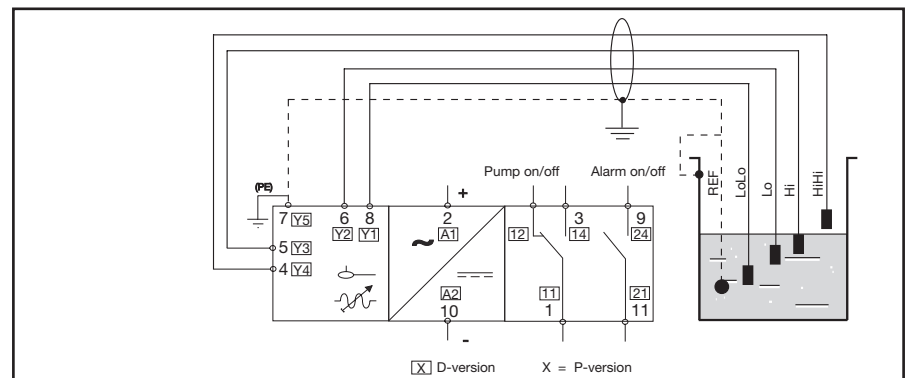 Pump on/off
Alarm on/off
REF
LoLo
Lo
Hi
HiHi
(PE)
+
7 Y5
6
Y2
8
Y1
2
A1
~
12
3
14
9
24
5 Y3
4 Y4
A2
10
11
1
21
11
-
X D-version
X = P-version